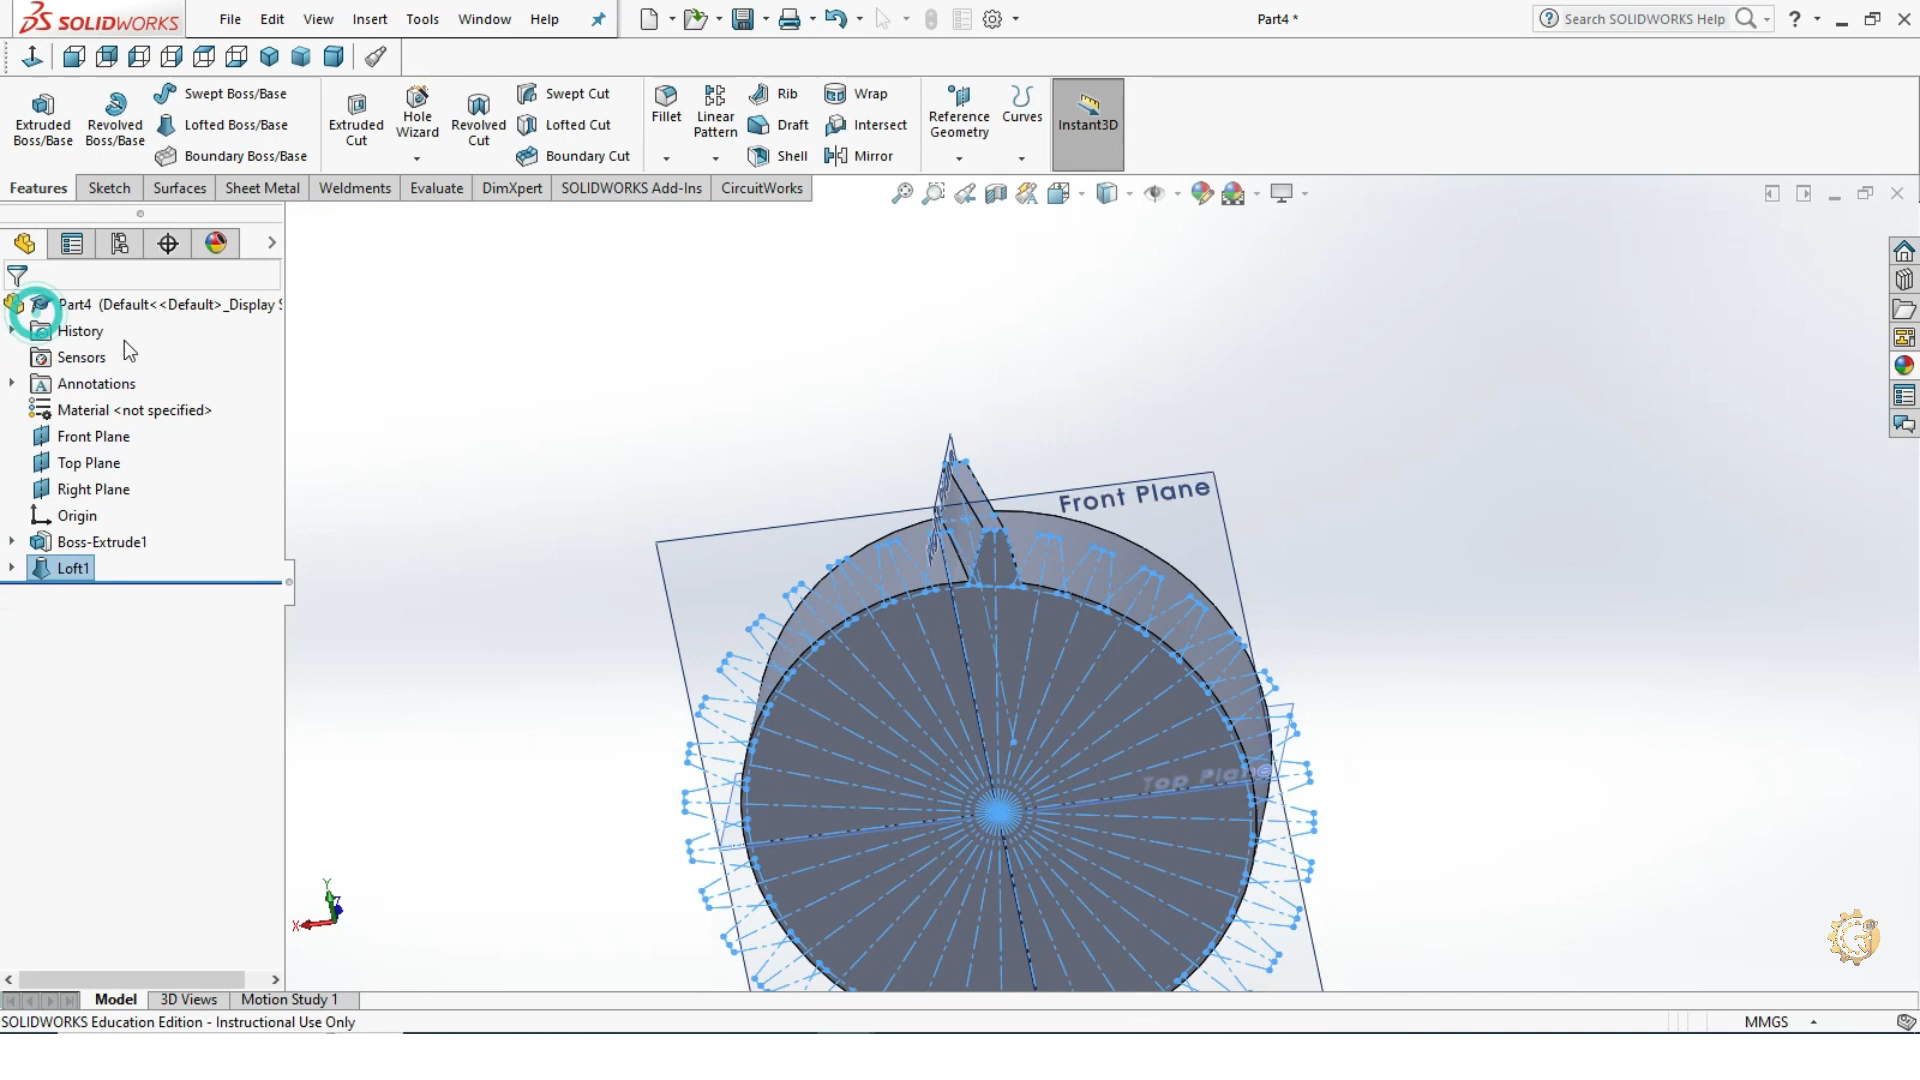 SOLIDWORKS
File
Edit
View
Insert
Tools
Window
Help
Part4 *
Search SOLIDWORKS Help
?
Extruded
Boss/Base
Revolved
Boss/Base
Swept Boss/Base
Lofted Boss/Base
Boundary Boss/Base
Extruded
Cut
Hole
Wizard
Revolved
Cut
Swept Cut
Lofted Cut
Boundary Cut
Fillet
Linear
Pattern
Rib
Draft
Shell
Wrap
Intersect
Mirror
Reference
Geometry
Curves
Instant3D
Features
Sketch
Surfaces
Sheet Metal
Weldments
Evaluate
DimXpert
SOLIDWORKS Add-Ins
CircuitWorks
Part4 (Default<<Default>_Display S
History
Sensors
Annotations
Material <not specified>
Front Plane
Top Plane
Right Plane
Origin
Boss-Extrude1
Loft1
Front Plane
Top Plane
Y
X
Model
3D Views
Motion Study 1
SOLIDWORKS Education Edition - Instructional Use Only
MMGS